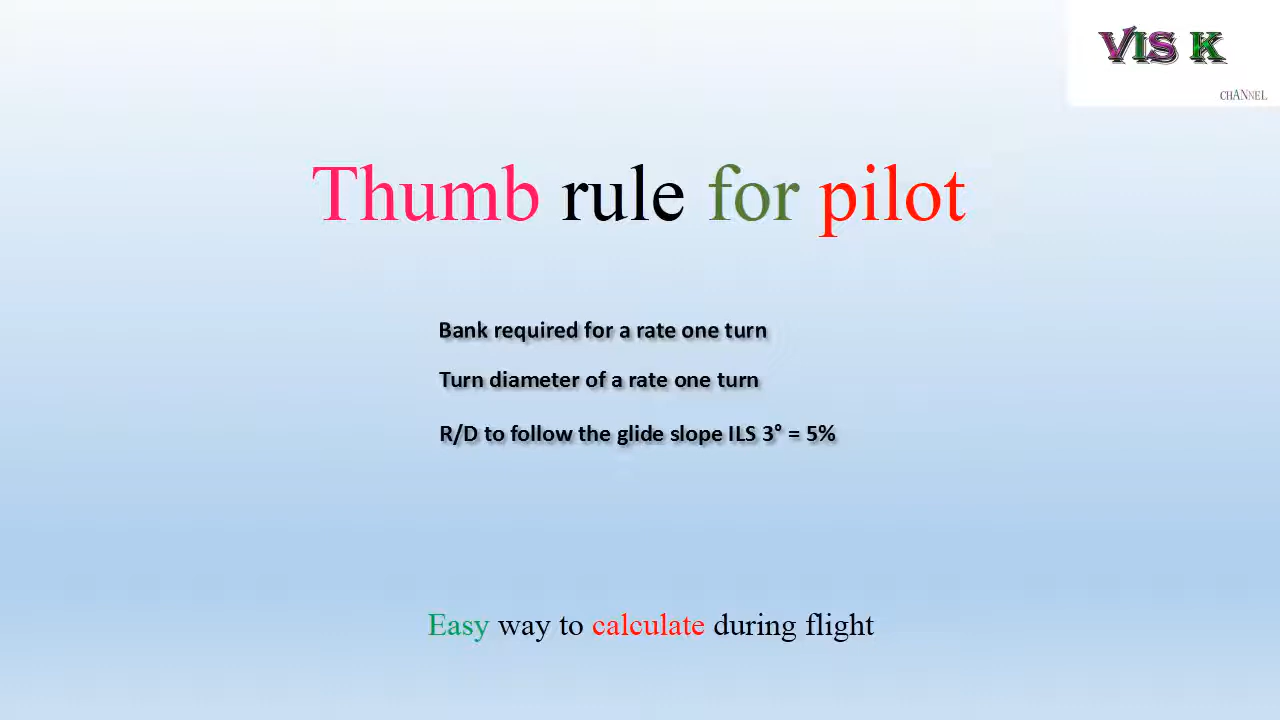 VIS K
CHANNEL
Thumb rule for pilot
Bank required for a rate one turn
Turn diameter of a rate one turn
R/D to follow the glide slope ILS 3° = 5%
Easy way to calculate during flight